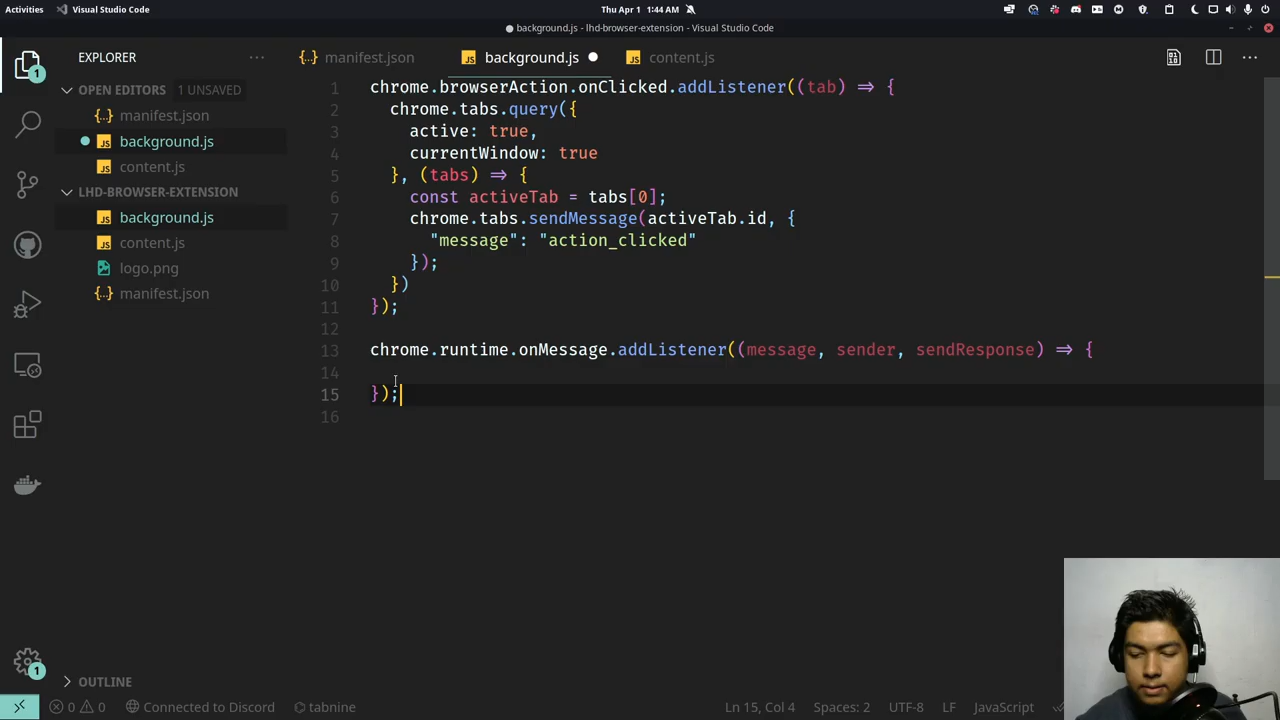 Activities
Visual Studio Code
Thu Apr 1 1:44 AM
background.js - lhd-browser-extension - Visual Studio Code
EXPLORER
manifest.json
background.js
content.js
OPEN EDITORS
1 UNSAVED
manifest.json
background.js
content.js
LHD-BROWSER-EXTENSION
background.js
content.js
logo.png
manifest.json
OUTLINE
1
1
1 chrome.browserAction.onClicked.addListener((tab) => {
2 chrome.tabs.query({
3 active: true,
4 currentWindow: true
5 }, (tabs) => {
6 const activeTab = tabs[0];
7 chrome.tabs.sendMessage(activeTab.id, {
8 "message": "action_clicked"
9 });
10 })
11 });
12
13 chrome.runtime.onMessage.addListener((message, sender, sendResponse) => {
14
15 });
16
0 0
Connected to Discord
tabnine
Ln 15, Col 4
Spaces: 2
UTF-8
LF
JavaScript